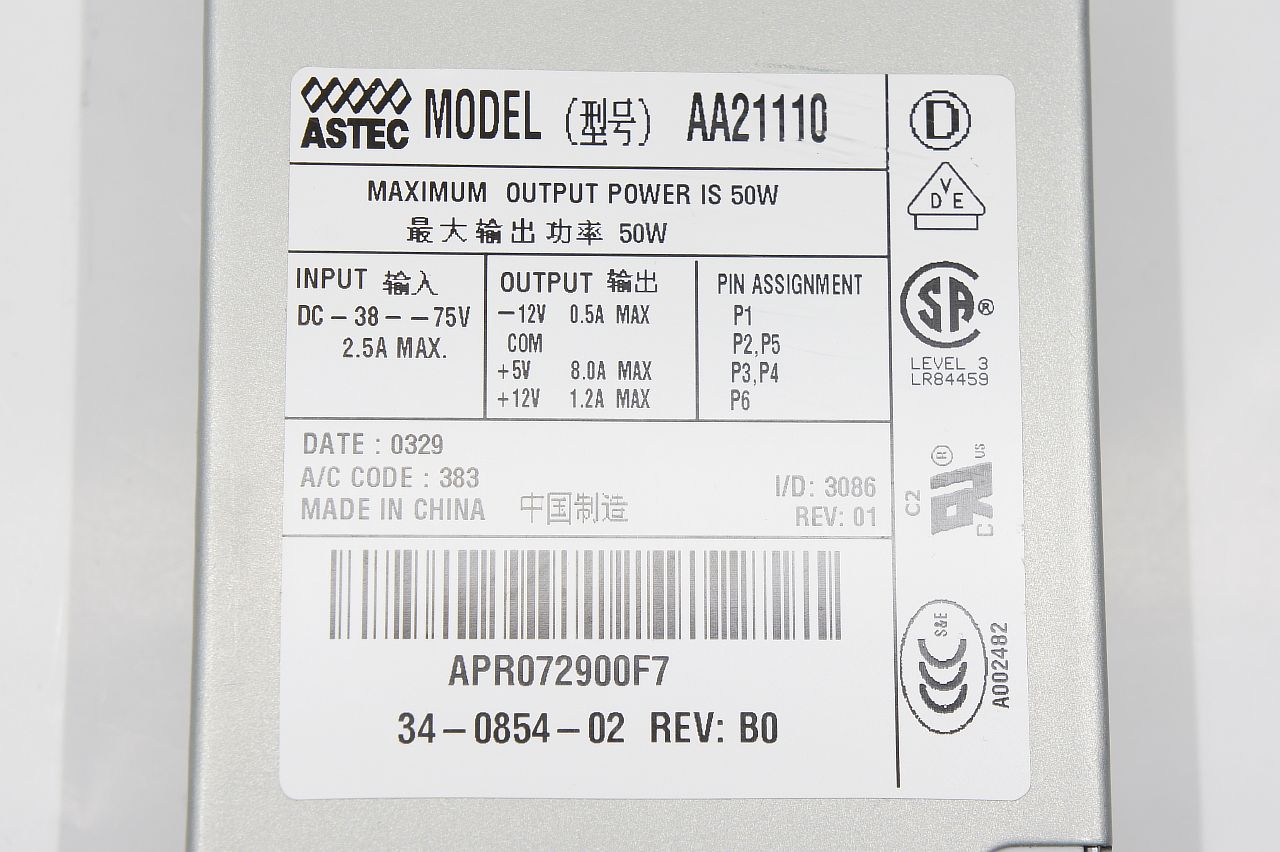 ASTEC MODEL (型号) AA21110
MAXIMUM OUTPUT POWER IS 50W
最大输出功率 50W
INPUT 输入
DC – 38 – –75V
2.5A MAX.
OUTPUT 输出
–12V 0.5A MAX
COM
+5V 8.0A MAX
+12V 1.2A MAX
PIN ASSIGNMENT
P1
P2,P5
P3,P4
P6
DATE : 0329
A/C CODE : 383
MADE IN CHINA 中国制造
I/D: 3086
REV: 01
APR072900F7
34–0854–02 REV: B0
D
VDE
SA®
LEVEL 3
LR84459
C RU US
®
C2
CCC
S&E
A002482